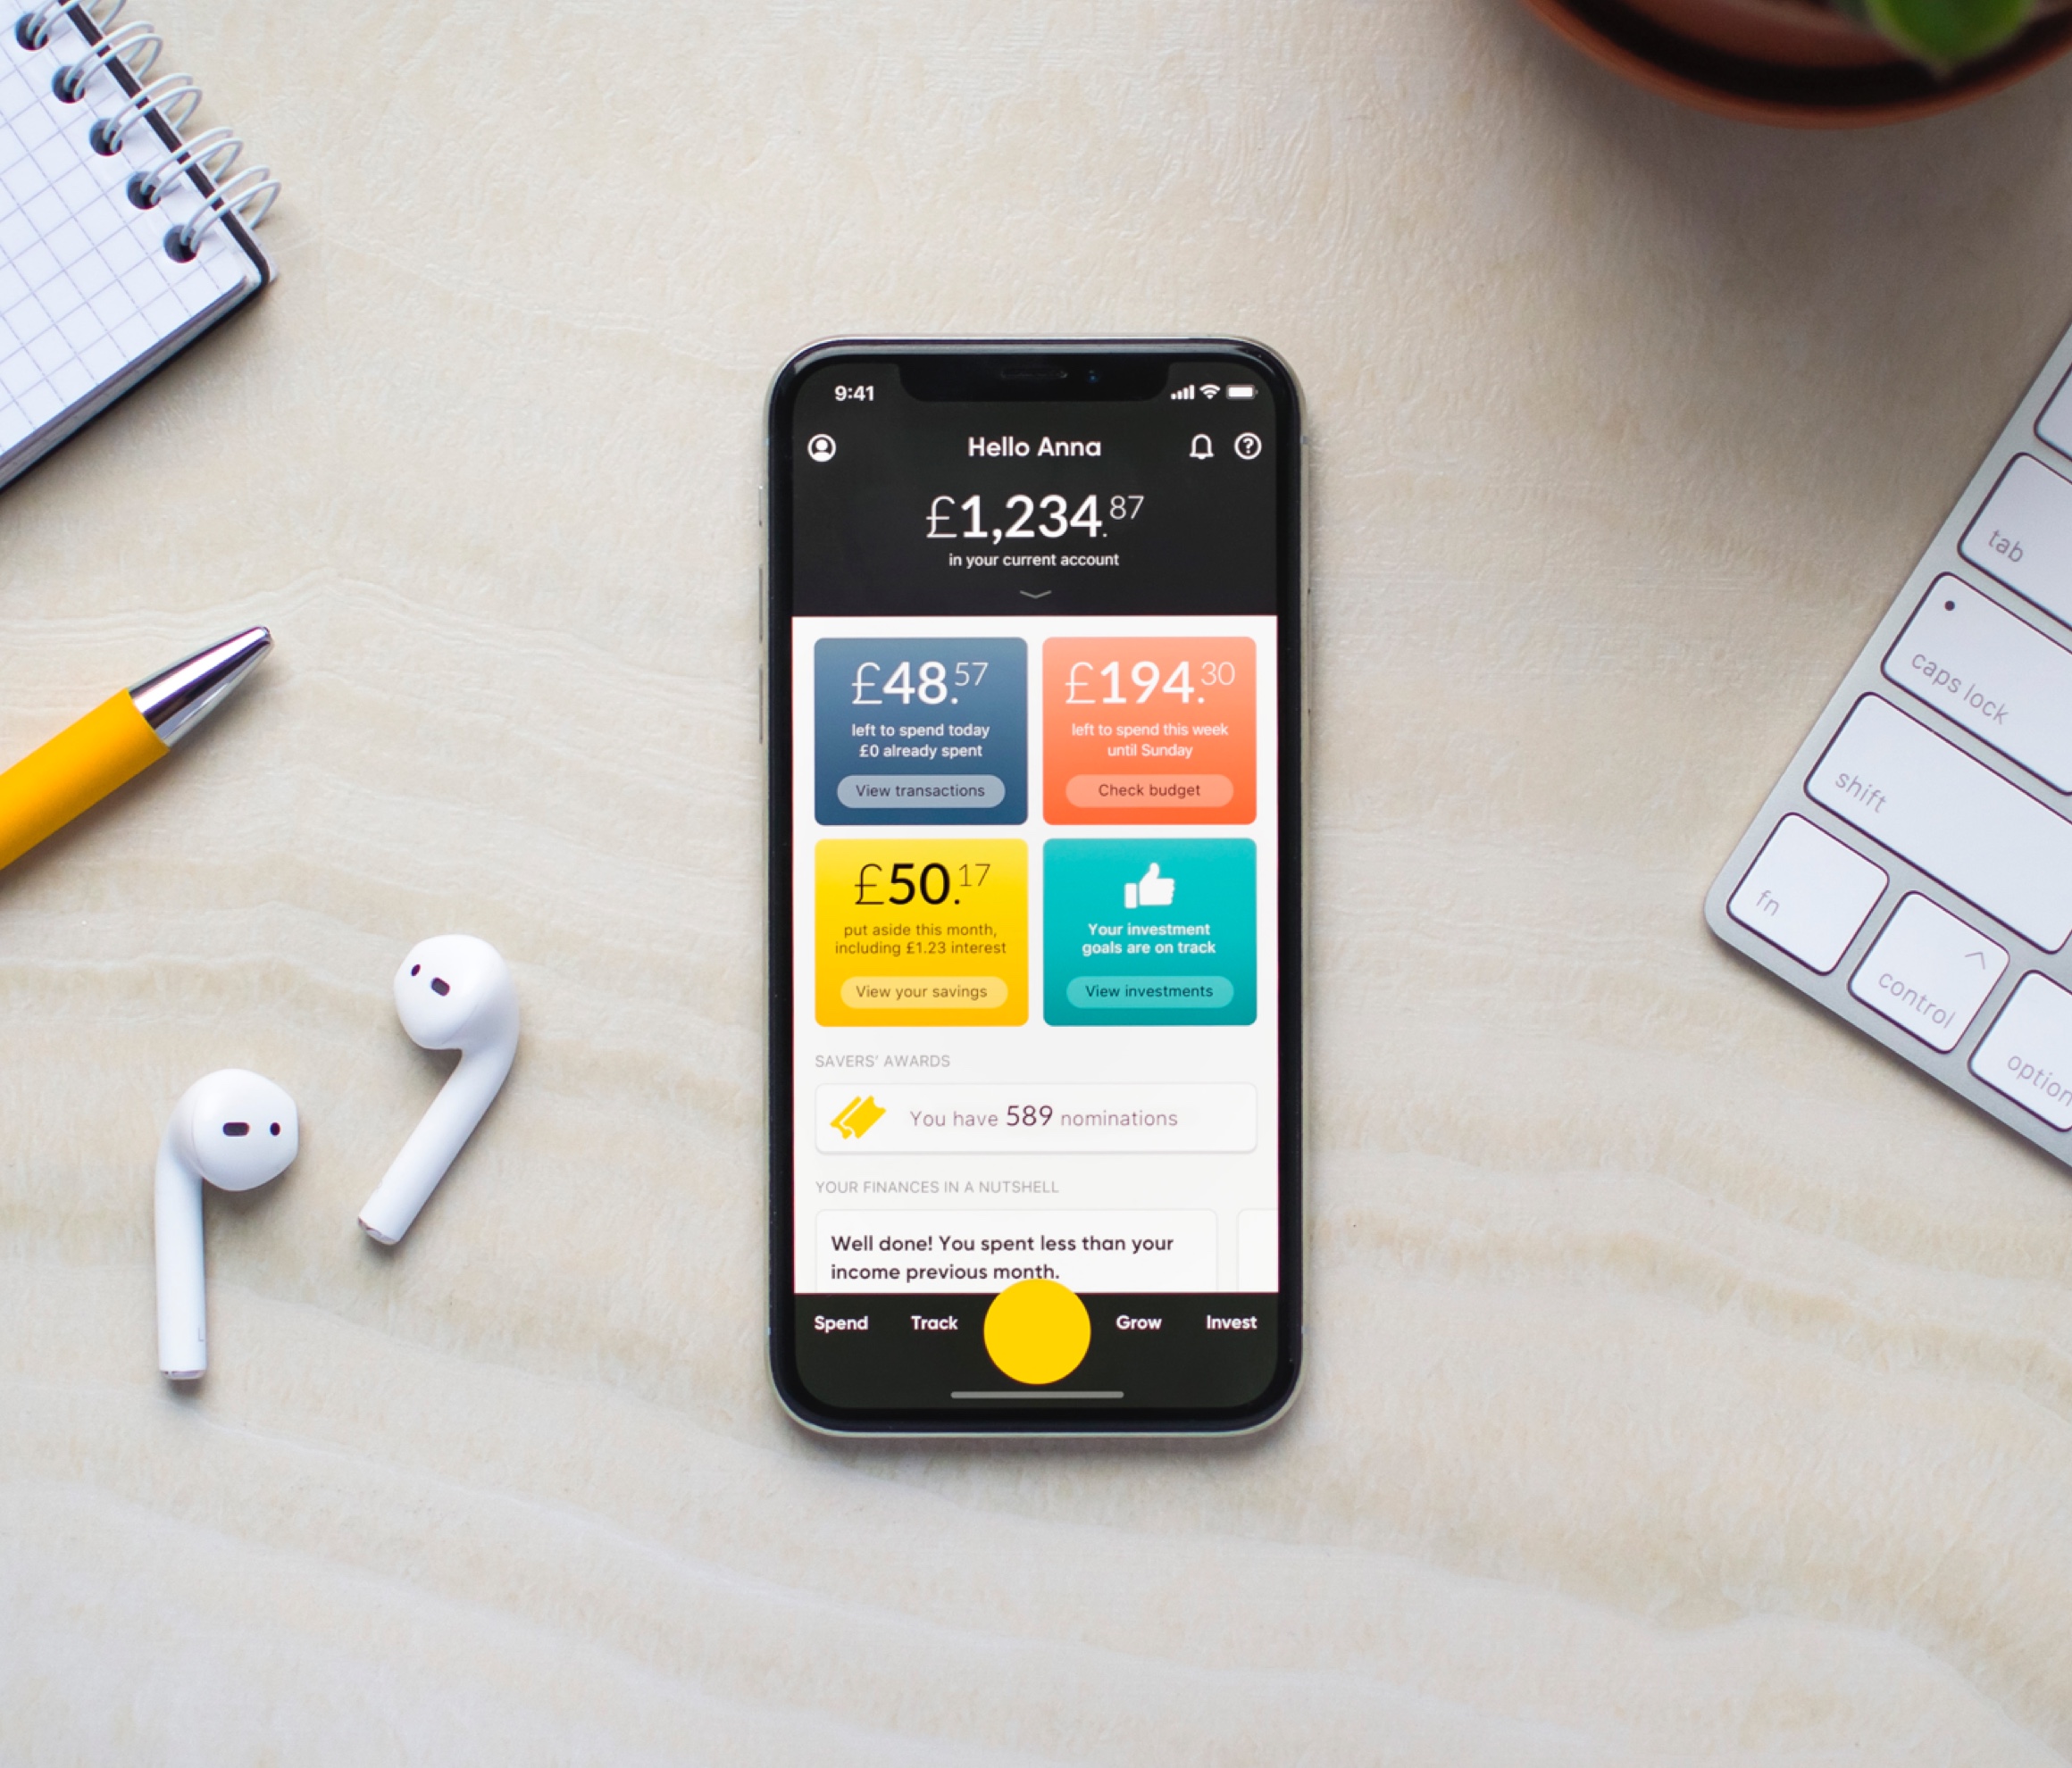 9:41
Hello Anna
£1,234.87
in your current account
£48.57
left to spend today
£0 already spent
View transactions
£194.30
left to spend this week
until Sunday
Check budget
£50.17
put aside this month,
including £1.23 interest
View your savings
Your investment
goals are on track
View investments
SAVERS' AWARDS
You have 589 nominations
YOUR FINANCES IN A NUTSHELL
Well done! You spent less than your
income previous month.
Spend
Track
Grow
Invest
tab
caps lock
shift
fn
control
option
L